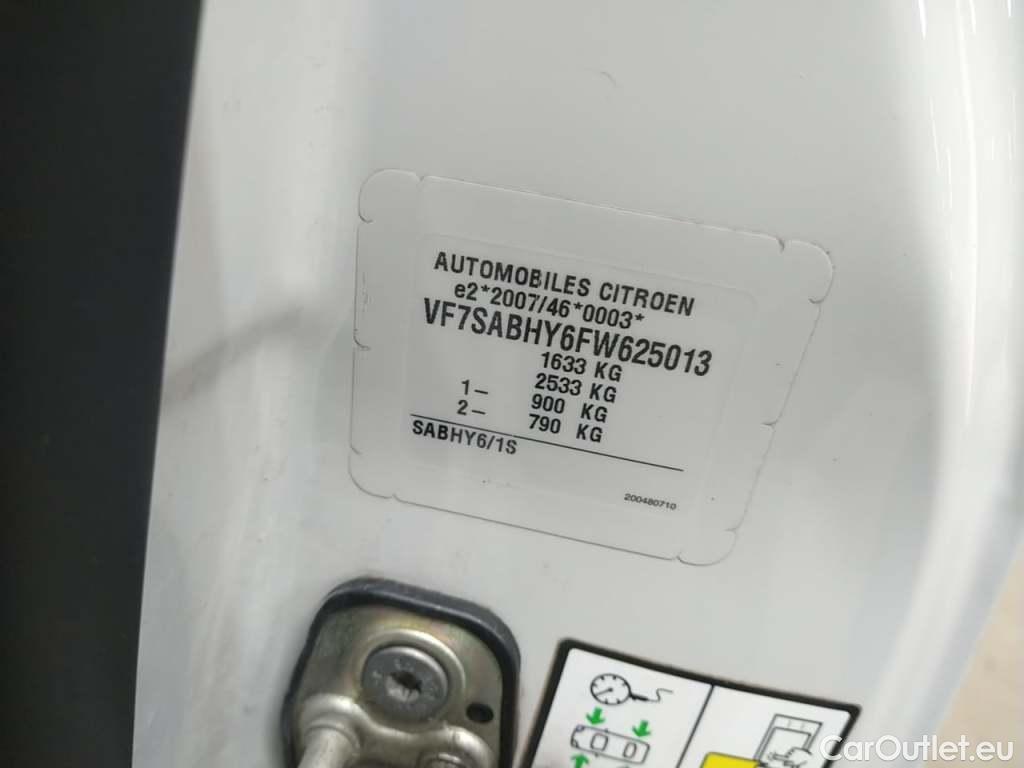 AUTOMOBILES CITROEN
e2*2007/46*0003*
VF7SABHY6FW625013
1633 KG
1- 2533 KG
2- 900 KG
790 KG
SABHY6/1S
200480710
CarOutlet.eu